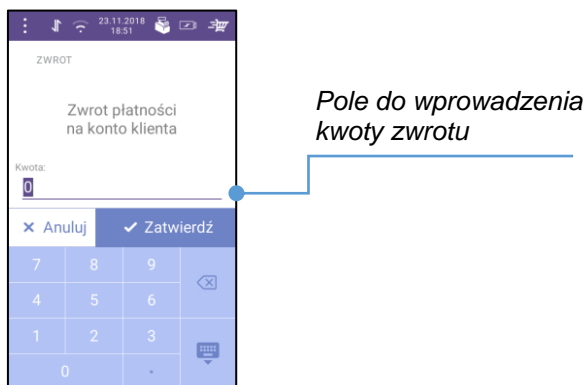 23.11.2018
18:51
ZWROT
Zwrot płatności
na konto klienta
Kwota:
0
Anuluj
Zatwierdź
7 8 9
4 5 6
1 2 3
0 .
Pole do wprowadzenia
kwoty zwrotu